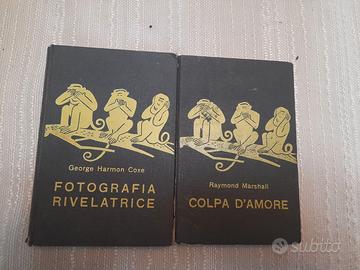 George Harmon Coxe
FOTOGRAFIA
RIVELATRICE
Raymond Marshall
COLPA D'AMORE
subito